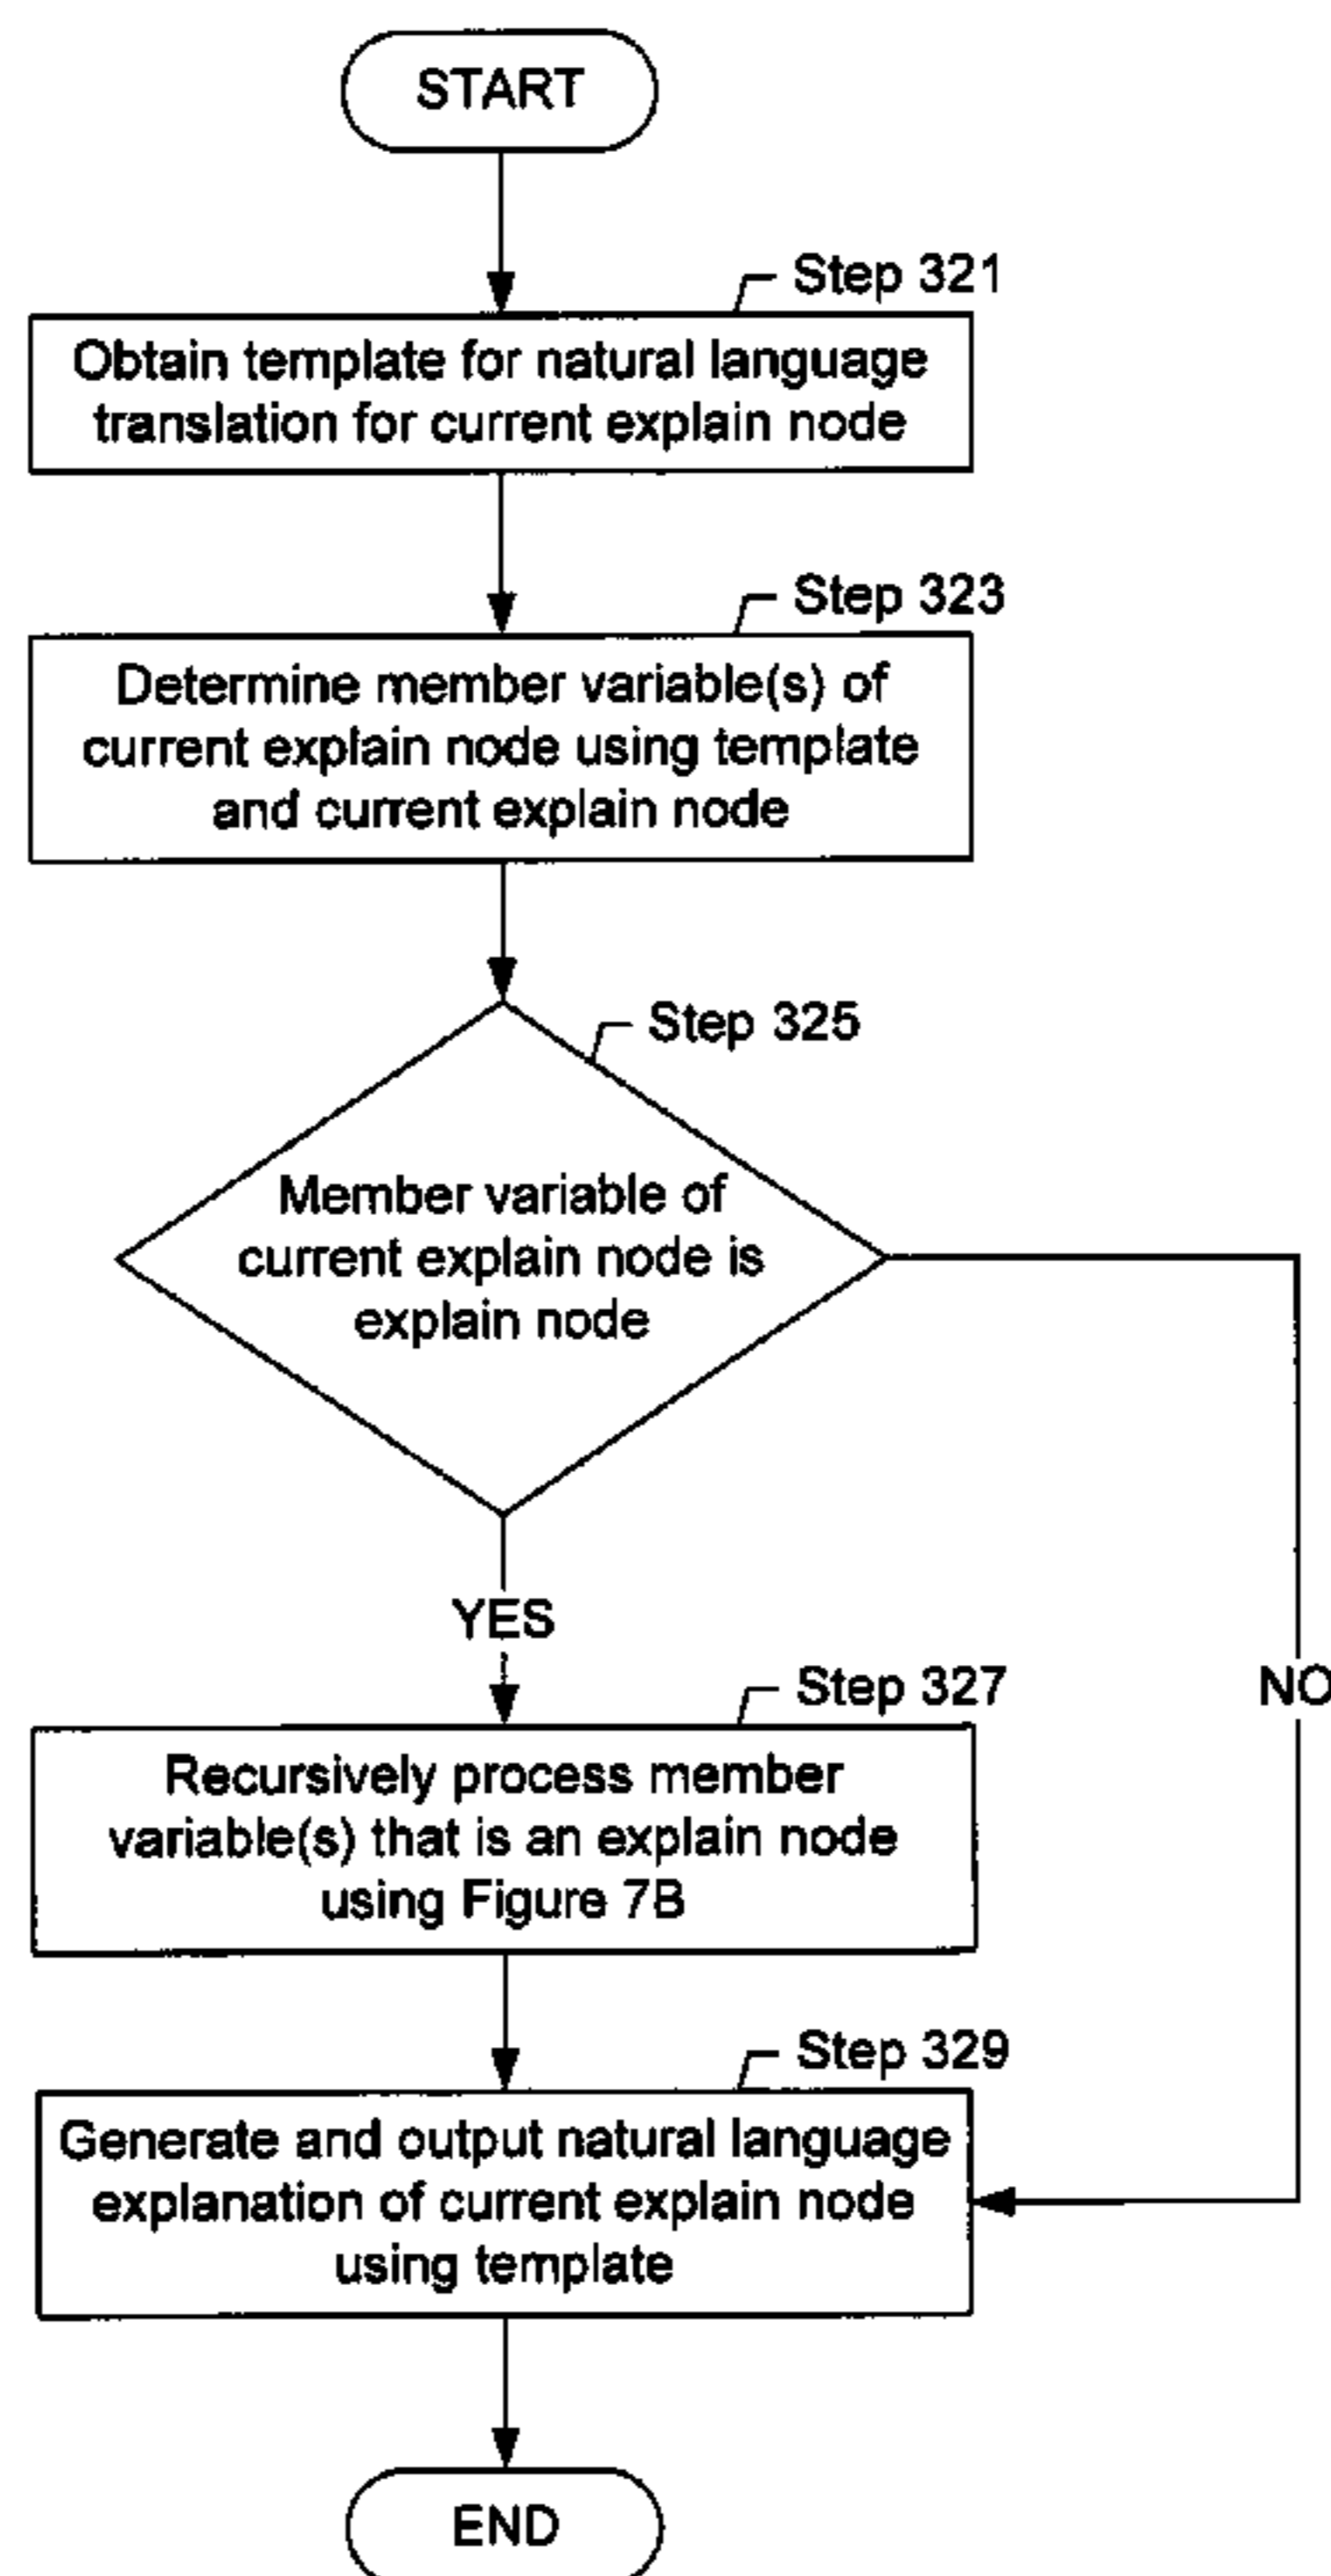 START
Step 321
Obtain template for natural language
translation for current explain node
Step 323
Determine member variable(s) of
current explain node using template
and current explain node
Step 325
Member variable of
current explain node is
explain node
YES
NO
Step 327
Recursively process member
variable(s) that is an explain node
using Figure 7B
Step 329
Generate and output natural language
explanation of current explain node
using template
END